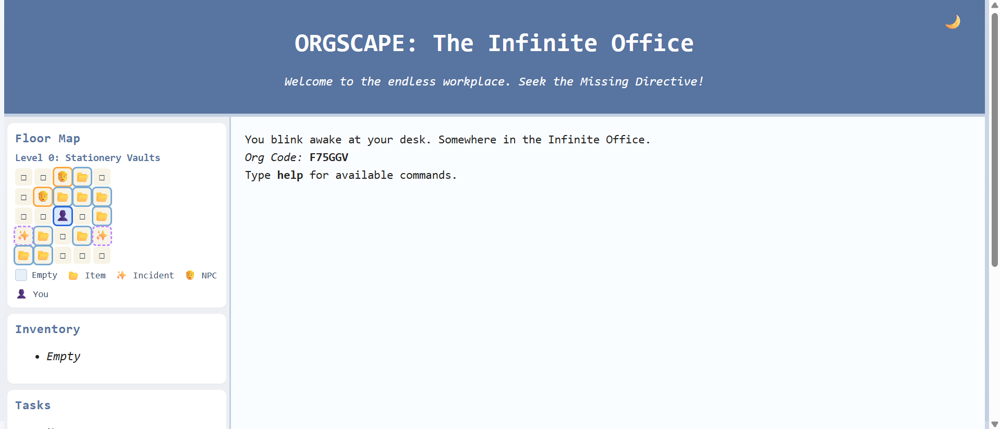 ORGSCAPE: The Infinite Office
Welcome to the endless workplace. Seek the Missing Directive!
Floor Map
Level 0: Stationery Vaults
Empty Item Incident NPC
You
Inventory
Empty
Tasks
You blink awake at your desk. Somewhere in the Infinite Office.
Org Code: F75GGV
Type help for available commands.